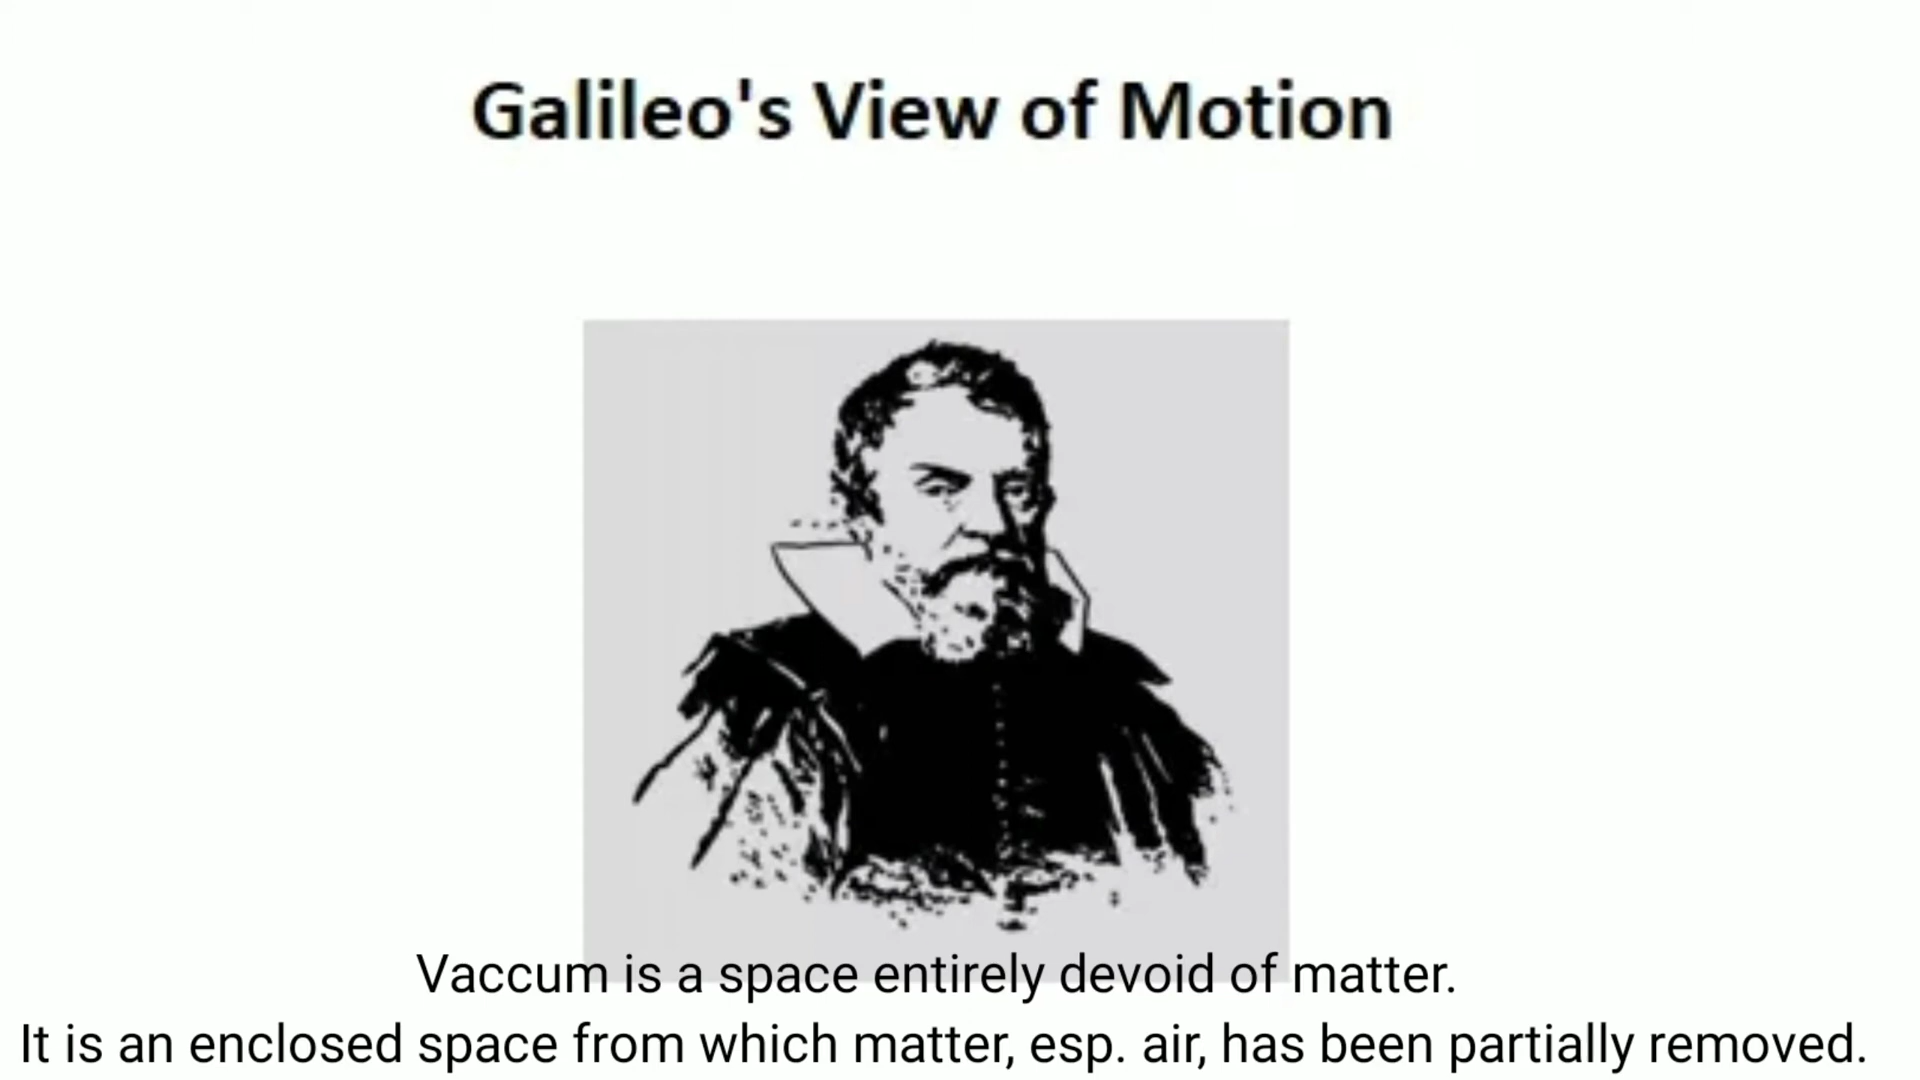 Galileo's View of Motion
Vaccum is a space entirely devoid of matter.
It is an enclosed space from which matter, esp. air, has been partially removed.